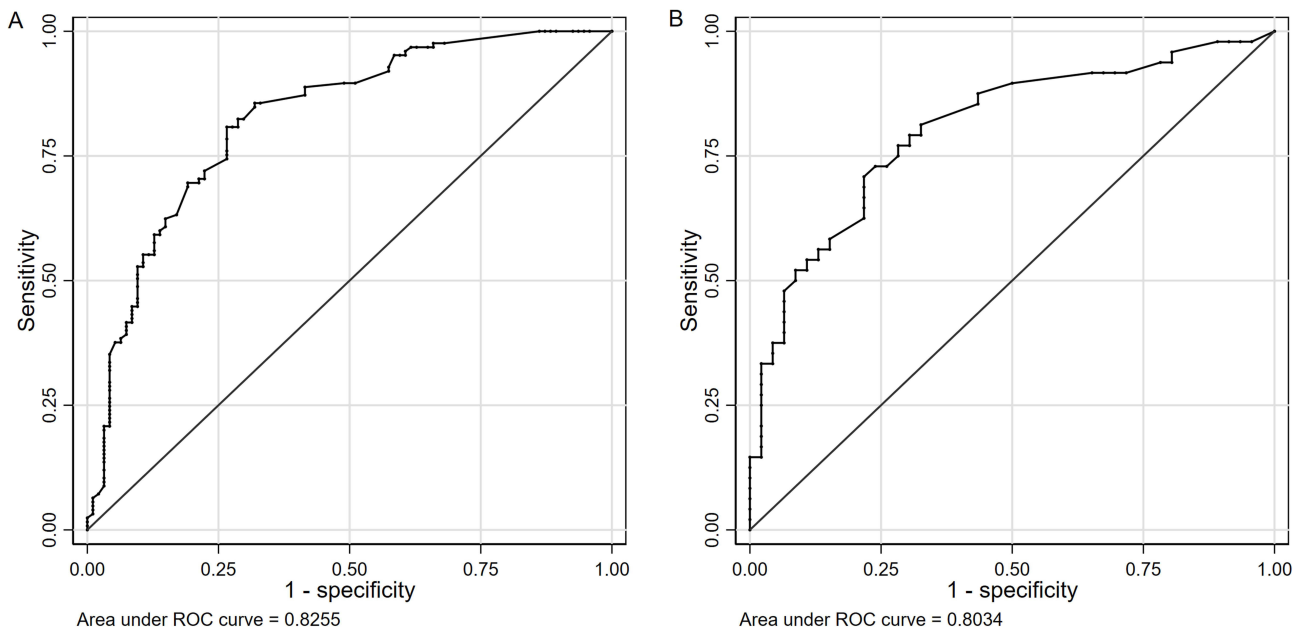 A
Sensitivity
1.00
0.75
0.50
0.25
0.00
0.00 0.25 0.50 0.75 1.00
1 - specificity
Area under ROC curve = 0.8255
B
Sensitivity
1.00
0.75
0.50
0.25
0.00
0.00 0.25 0.50 0.75 1.00
1 - specificity
Area under ROC curve = 0.8034